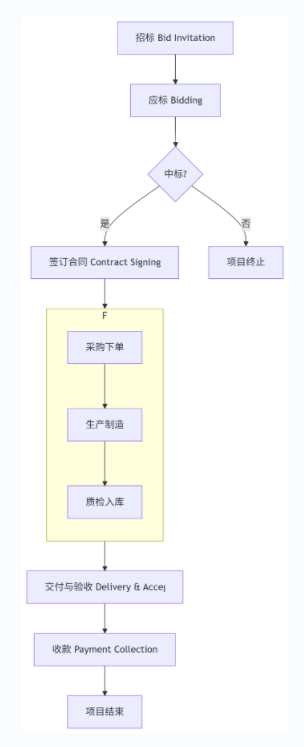 招标 Bid Invitation
应标 Bidding
中标?
是
否
签订合同 Contract Signing
项目终止
F
采购下单
生产制造
质检入库
交付与验收 Delivery & Accep
收款 Payment Collection
项目结束